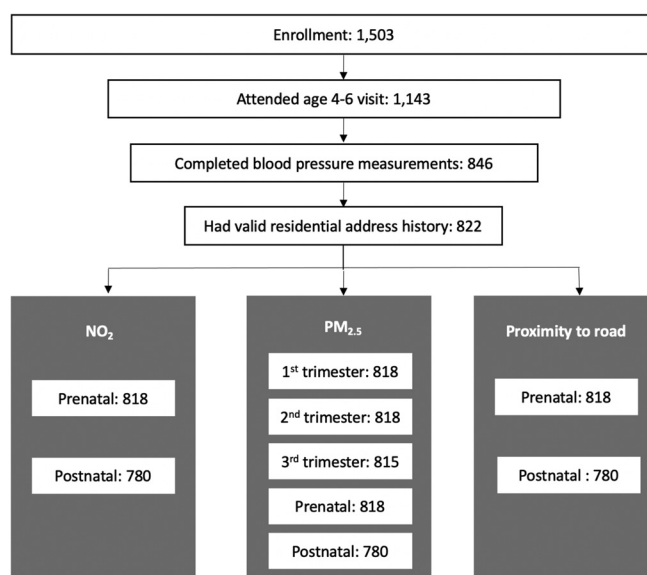 Enrollment: 1,503
Attended age 4-6 visit: 1,143
Completed blood pressure measurements: 846
Had valid residential address history: 822
NO₂
Prenatal: 818
Postnatal: 780
PM₂.₅
1ˢᵗ trimester: 818
2ⁿᵈ trimester: 818
3ʳᵈ trimester: 815
Prenatal: 818
Postnatal: 780
Proximity to road
Prenatal: 818
Postnatal : 780